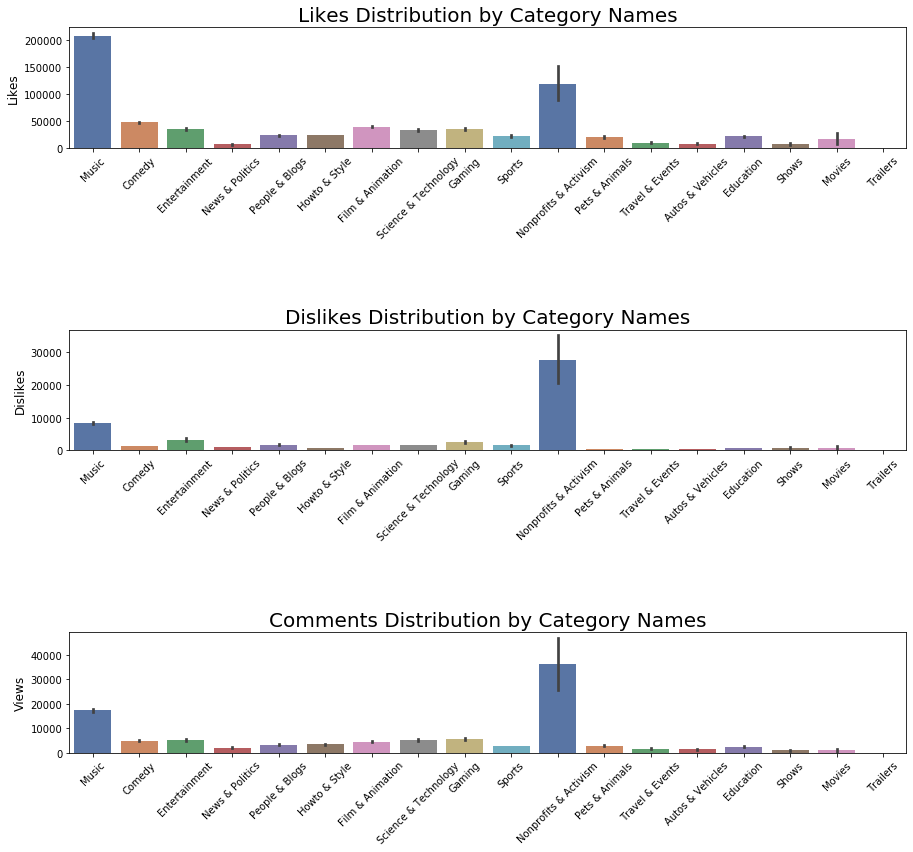 Likes Distribution by Category Names
200000
150000
100000
50000
0
Likes
Music
Comedy
Entertainment
News & Politics
People & Blogs
Howto & Style
Film & Animation
Science & Technology
Gaming
Sports
Nonprofits & Activism
Pets & Animals
Travel & Events
Autos & Vehicles
Education
Shows
Movies
Trailers
Dislikes Distribution by Category Names
30000
20000
10000
0
Dislikes
Music
Comedy
Entertainment
News & Politics
People & Blogs
Howto & Style
Film & Animation
Science & Technology
Gaming
Sports
Nonprofits & Activism
Pets & Animals
Travel & Events
Autos & Vehicles
Education
Shows
Movies
Trailers
Comments Distribution by Category Names
40000
30000
20000
10000
0
Views
Music
Comedy
Entertainment
News & Politics
People & Blogs
Howto & Style
Film & Animation
Science & Technology
Gaming
Sports
Nonprofits & Activism
Pets & Animals
Travel & Events
Autos & Vehicles
Education
Shows
Movies
Trailers